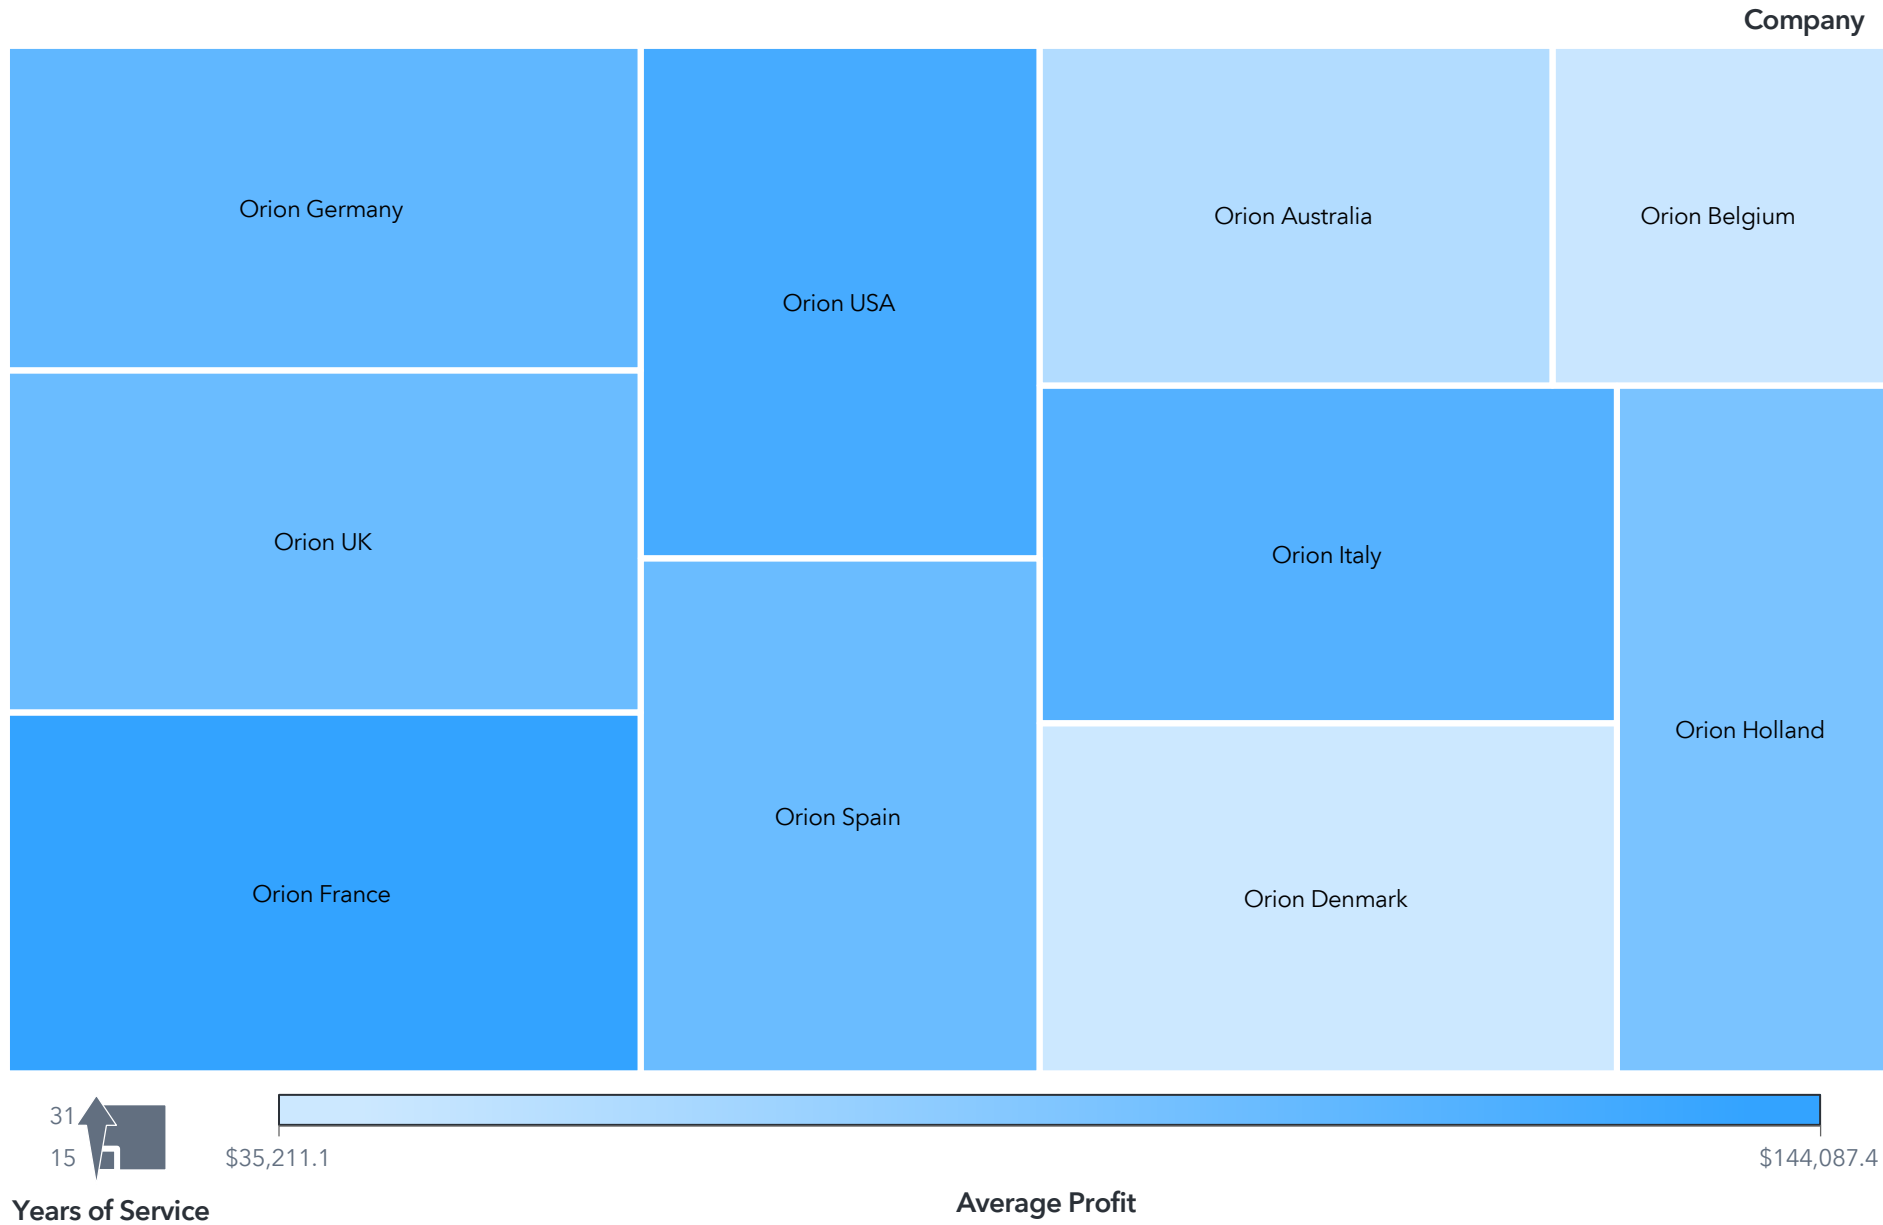 Company
Orion Germany
Orion USA
Orion Australia
Orion Belgium
Orion UK
Orion Italy
Orion Holland
Orion France
Orion Spain
Orion Denmark
31
15
$35,211.1
$144,087.4
Years of Service
Average Profit